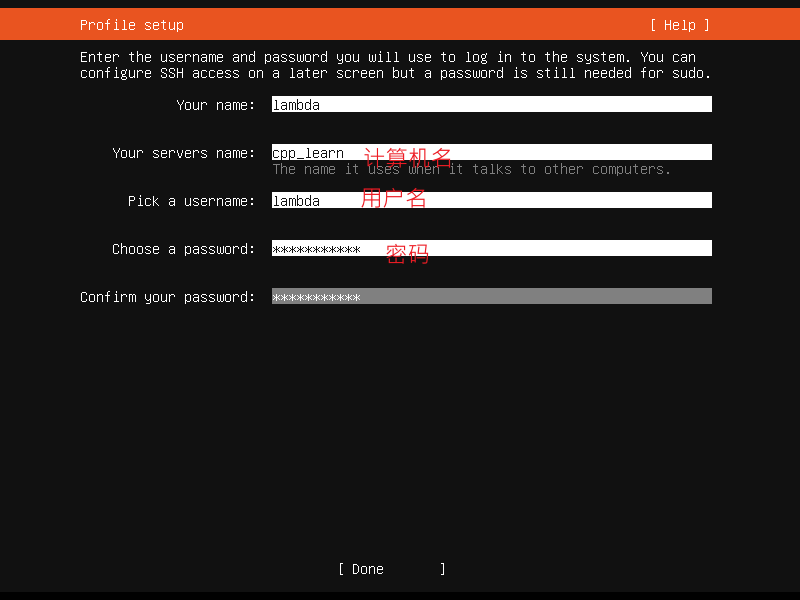 Profile setup [ Help ]
Enter the username and password you will use to log in to the system. You can
configure SSH access on a later screen but a password is still needed for sudo.
Your name: lambda
Your servers name: cpp_learn 计算机名
The name it uses when it talks to other computers.
Pick a username: lambda 用户名
Choose a password: *********** 密码
Confirm your password: ***********
[ Done ]